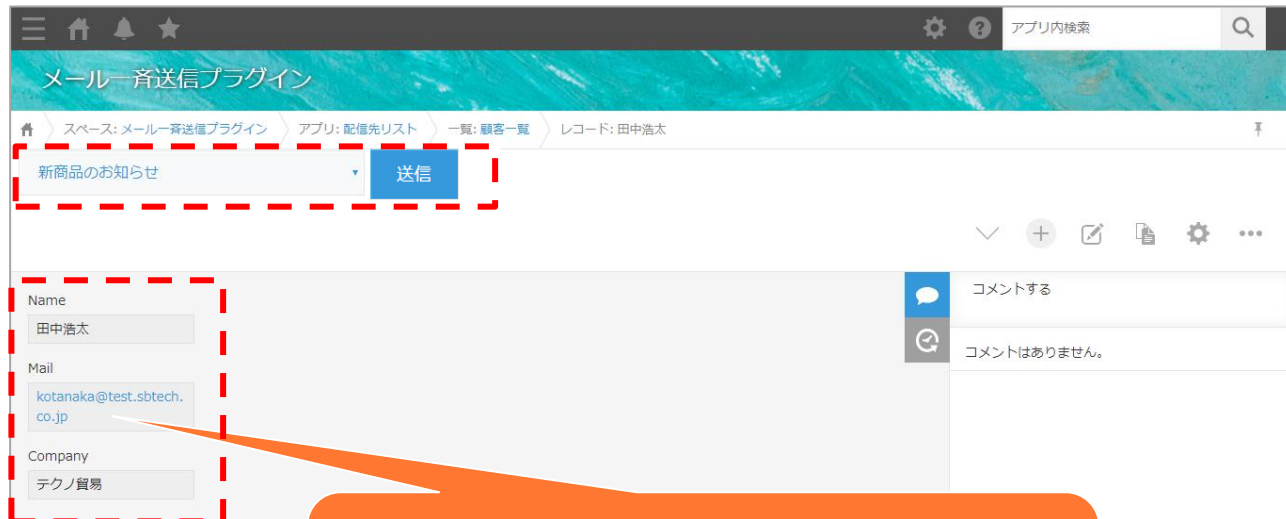 アプリ内検索
メール一斉送信プラグイン
スペース: メール一斉送信プラグイン アプリ: 配信先リスト 一覧: 顧客一覧 レコード: 田中浩太
新商品のお知らせ 送信
Name
田中浩太
Mail
kotanaka@test.sbtech.
co.jp
Company
テクノ貿易
コメントする
コメントはありません。